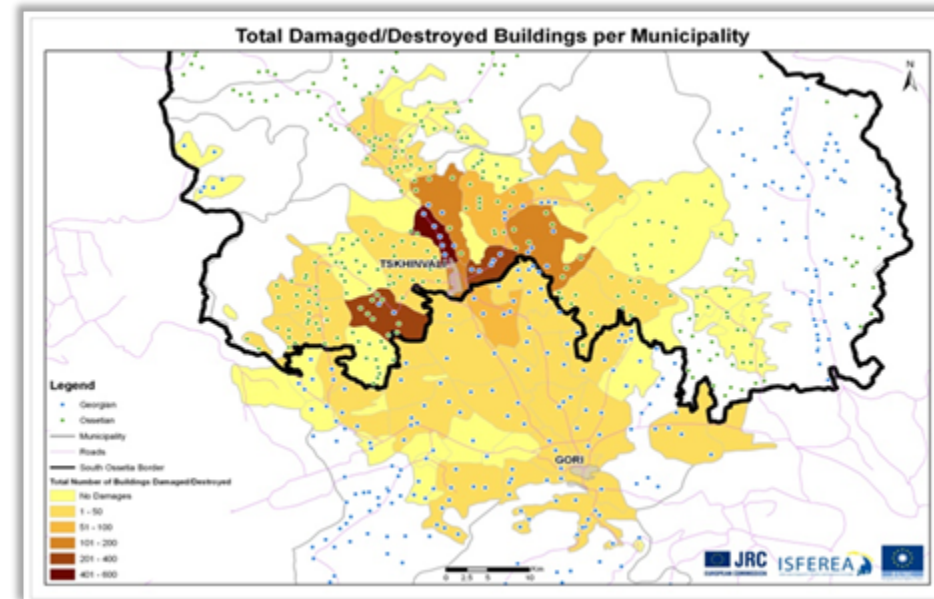 Total Damaged/Destroyed Buildings per Municipality
N
TSKHINVALI
GORI
Legend
Georgian
Ossetian
Municipality
Roads
South Ossetia Border
Total Number of Buildings Damaged/Destroyed
No Damages
1 - 50
51 - 100
101 - 200
201 - 400
401 - 600
0 2.5 5 10
JRC
EUROPEAN COMMISSION
ISFEREA